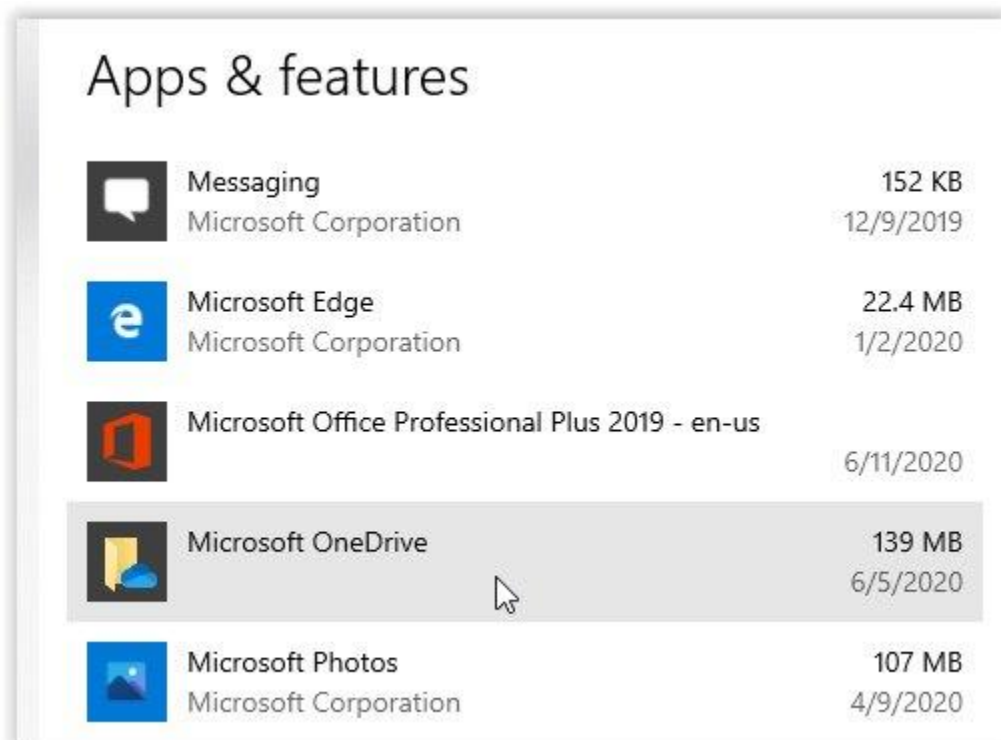 Apps & features
Messaging 152 KB
Microsoft Corporation 12/9/2019
Microsoft Edge 22.4 MB
Microsoft Corporation 1/2/2020
Microsoft Office Professional Plus 2019 - en-us
6/11/2020
Microsoft OneDrive 139 MB
6/5/2020
Microsoft Photos 107 MB
Microsoft Corporation 4/9/2020